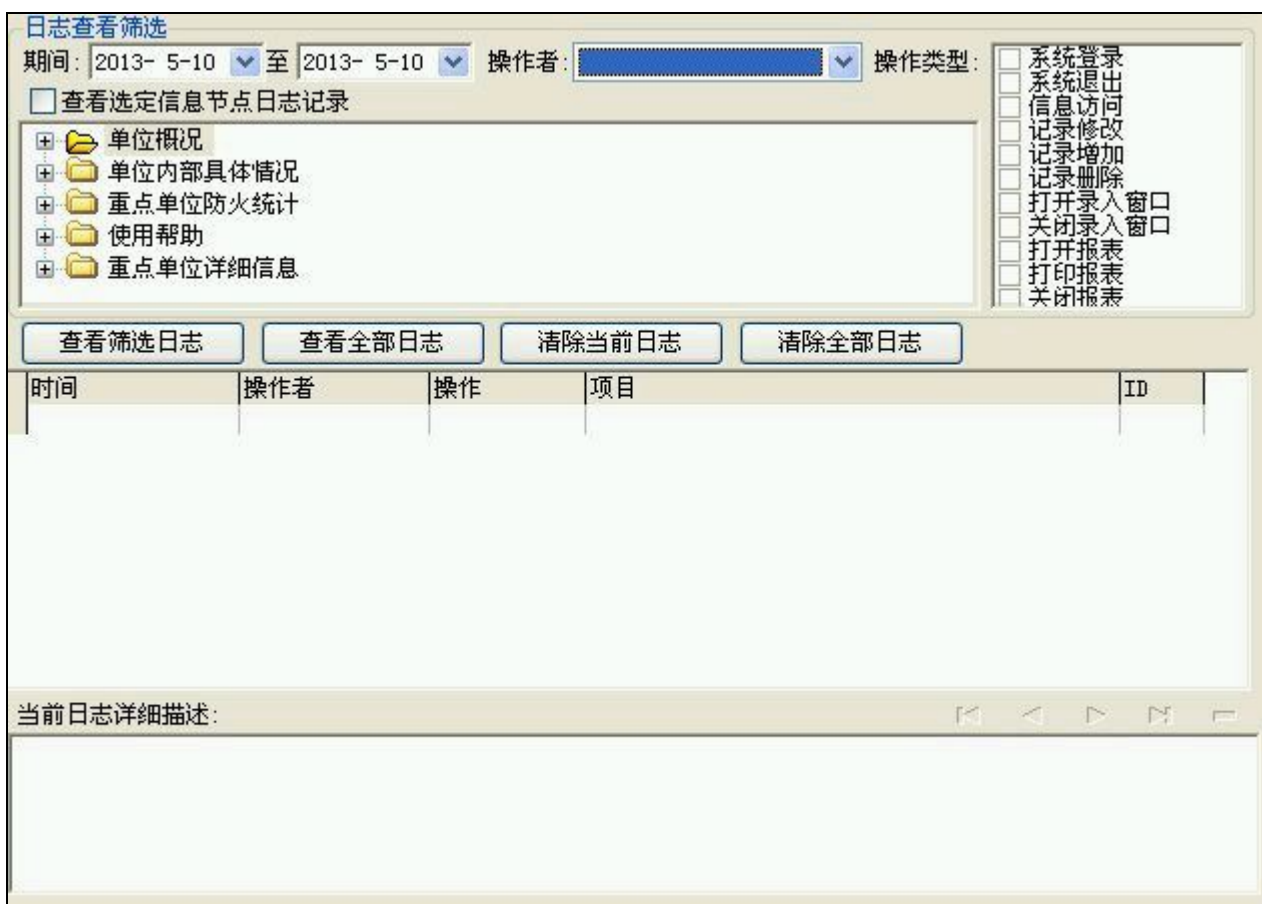 日志查看筛选
期间: 2013- 5-10 至 2013- 5-10 操作者: 操作类型:
系统登录
系统退出
信息访问
记录修改
记录增加
记录删除
打开录入窗口
关闭录入窗口
打开报表
打印报表
关闭报表
查看选定信息节点日志记录
单位概况
单位内部具体情况
重点单位防火统计
使用帮助
重点单位详细信息
查看筛选日志 查看全部日志 清除当前日志 清除全部日志
时间 操作者 操作 项目 ID
当前日志详细描述: